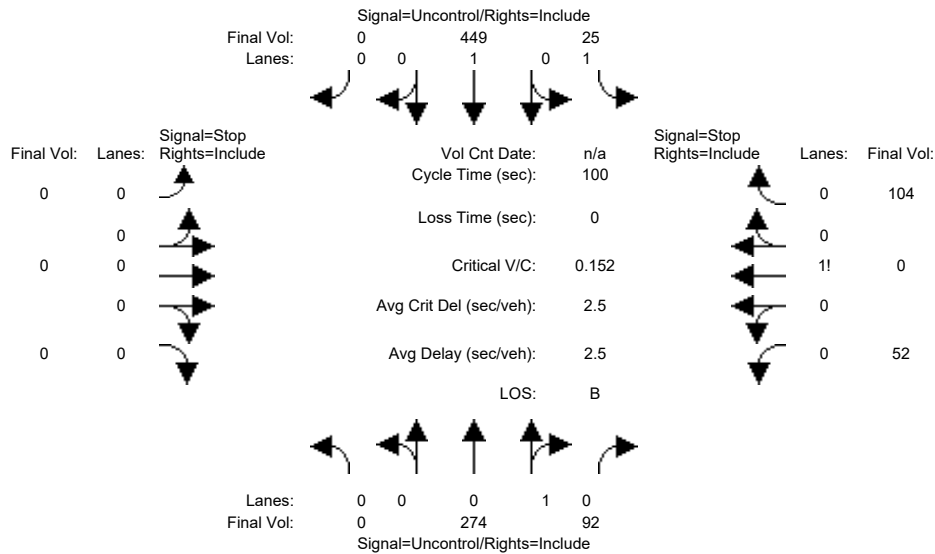 Signal=Uncontrol/Rights=Include
Final Vol: 0 449 25
Lanes: 0 0 1 0 1
Signal=Stop Signal=Stop
Final Vol: Lanes: Rights=Include Vol Cnt Date: n/a Rights=Include Lanes: Final Vol:
Cycle Time (sec): 100
0 0 0 104
Loss Time (sec): 0
0 0
0 0 Critical V/C: 0.152 1! 0
0 Avg Crit Del (sec/veh): 2.5 0
0 0 Avg Delay (sec/veh): 2.5 0 52
LOS: B
Lanes: 0 0 0 1 0
Final Vol: 0 274 92
Signal=Uncontrol/Rights=Include